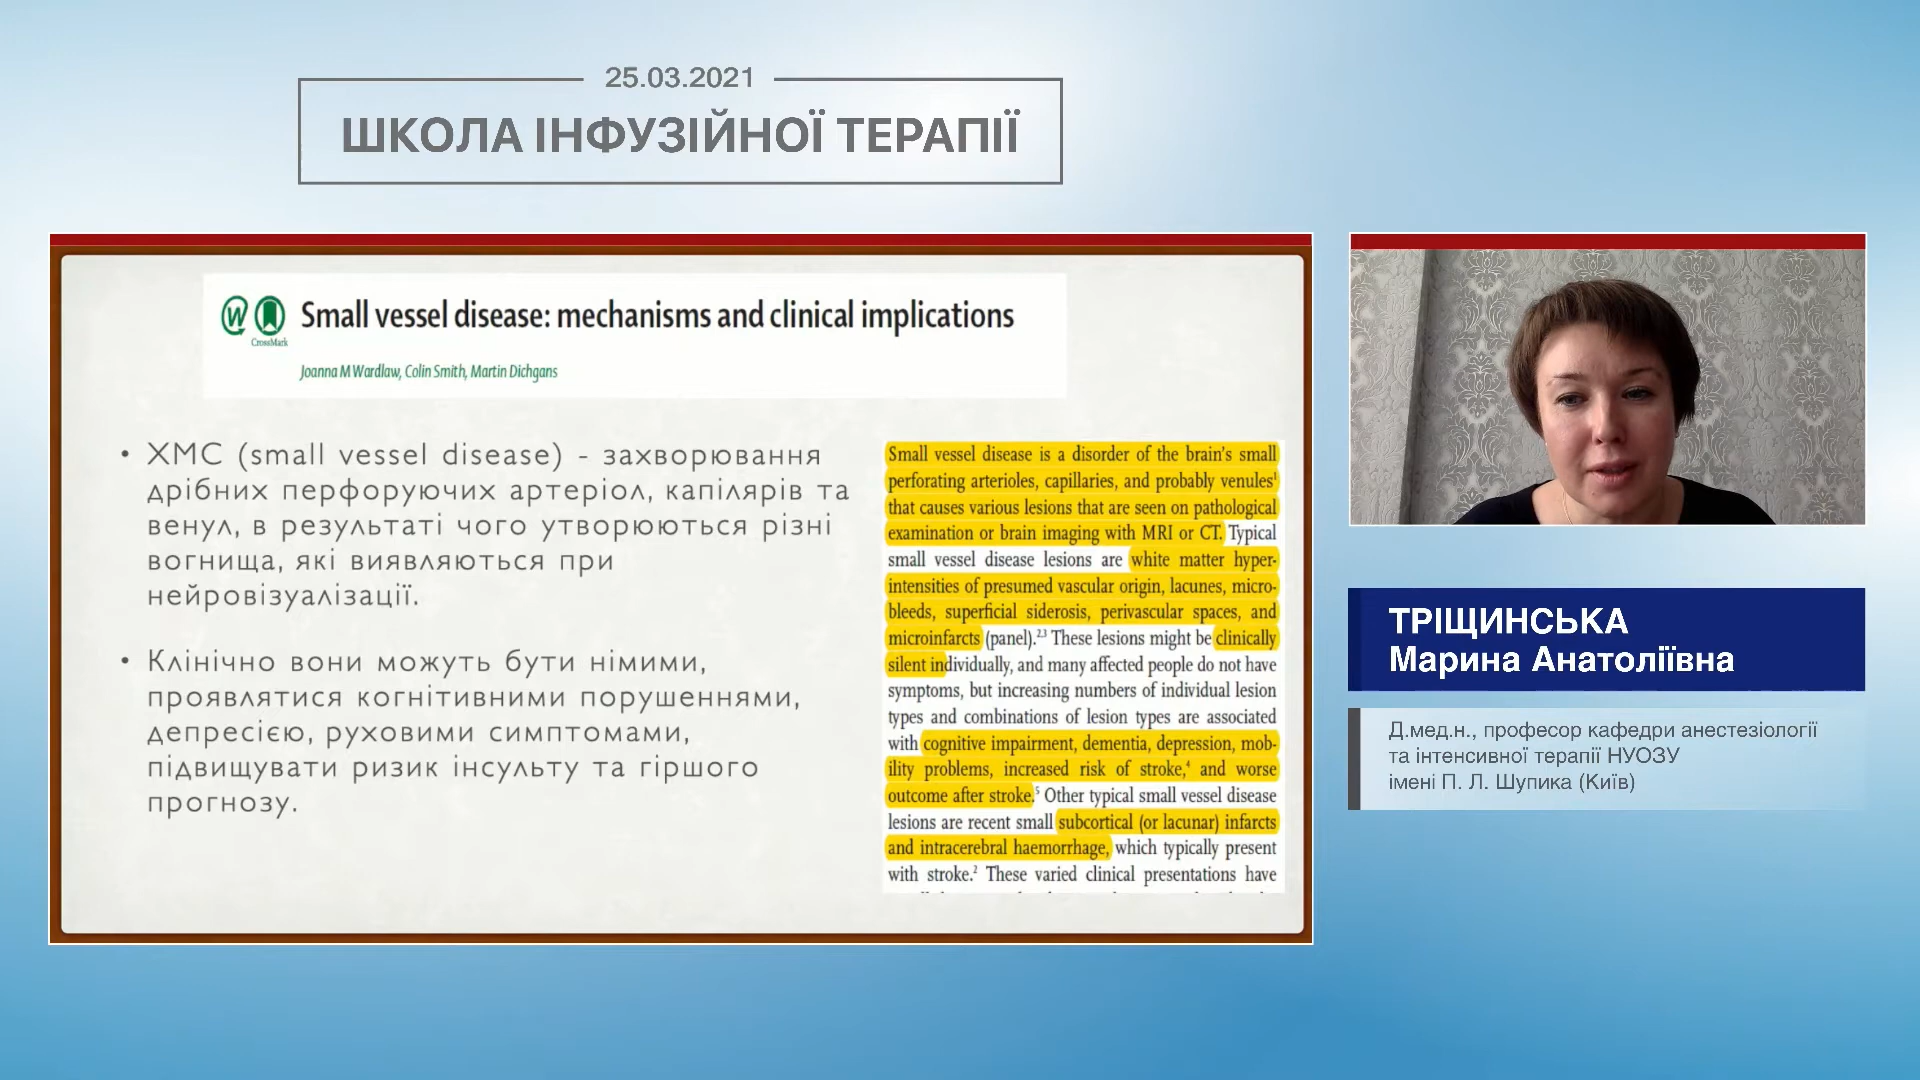 25.03.2021
ШКОЛА ІНФУЗІЙНОЇ ТЕРАПІЇ
W
CrossMark
Small vessel disease: mechanisms and clinical implications
Joanna M Wardlaw, Colin Smith, Martin Dichgans
• ХМС (small vessel disease) - захворювання
дрібних перфоруючих артеріол, капілярів та
венул, в результаті чого утворюються різні
вогнища, які виявляються при
нейровізуалізації.
• Клінічно вони можуть бути німими,
проявлятися когнітивними порушеннями,
депресією, руховими симптомами,
підвищувати ризик інсульту та гіршого
прогнозу.
Small vessel disease is a disorder of the brain's small
perforating arterioles, capillaries, and probably venules¹
that causes various lesions that are seen on pathological
examination or brain imaging with MRI or CT. Typical
small vessel disease lesions are white matter hyper-
intensities of presumed vascular origin, lacunes, micro-
bleeds, superficial siderosis, perivascular spaces, and
microinfarcts (panel).²,³ These lesions might be clinically
silent individually, and many affected people do not have
symptoms, but increasing numbers of individual lesion
types and combinations of lesion types are associated
with cognitive impairment, dementia, depression, mob-
ility problems, increased risk of stroke,⁴ and worse
outcome after stroke.⁵ Other typical small vessel disease
lesions are recent small subcortical (or lacunar) infarcts
and intracerebral haemorrhage, which typically present
with stroke.² These varied clinical presentations have
ТРІЩИНСЬКА
Марина Анатоліївна
Д.мед.н., професор кафедри анестезіології
та інтенсивної терапії НУОЗУ
імені П. Л. Шупика (Київ)